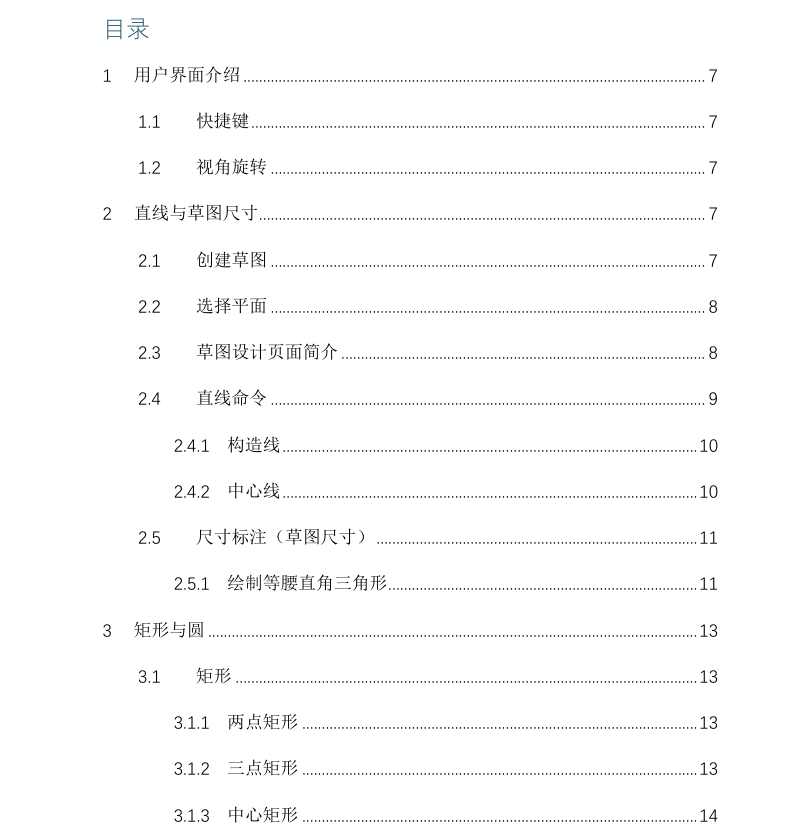 目录
1 用户界面介绍 7
1.1 快捷键 7
1.2 视角旋转 7
2 直线与草图尺寸 7
2.1 创建草图 7
2.2 选择平面 8
2.3 草图设计页面简介 8
2.4 直线命令 9
2.4.1 构造线 10
2.4.2 中心线 10
2.5 尺寸标注（草图尺寸） 11
2.5.1 绘制等腰直角三角形 11
3 矩形与圆 13
3.1 矩形 13
3.1.1 两点矩形 13
3.1.2 三点矩形 13
3.1.3 中心矩形 14